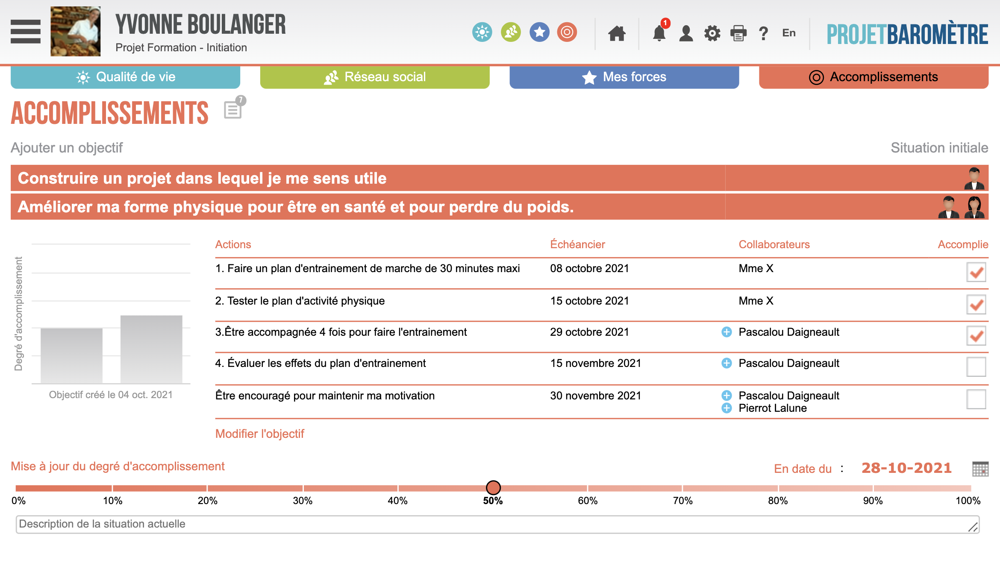 YVONNE BOULANGER
Projet Formation - Initiation
1
En
PROJETBAROMÈTRE
Qualité de vie
Réseau social
Mes forces
Accomplissements
ACCOMPLISSEMENTS
7
Ajouter un objectif
Situation initiale
Construire un projet dans lequel je me sens utile
Améliorer ma forme physique pour être en santé et pour perdre du poids.
Degré d'accomplissement
Objectif créé le 04 oct. 2021
Actions Échéancier Collaborateurs Accomplie
1. Faire un plan d'entrainement de marche de 30 minutes maxi 08 octobre 2021 Mme X
2. Tester le plan d'activité physique 15 octobre 2021 Mme X
3.Être accompagnée 4 fois pour faire l'entrainement 29 octobre 2021 Pascalou Daigneault
4. Évaluer les effets du plan d'entrainement 15 novembre 2021 Pascalou Daigneault
Être encouragé pour maintenir ma motivation 30 novembre 2021 Pascalou Daigneault
Pierrot Lalune
Modifier l'objectif
Mise à jour du degré d'accomplissement
En date du : 28-10-2021
0% 10% 20% 30% 40% 50% 60% 70% 80% 90% 100%
Description de la situation actuelle